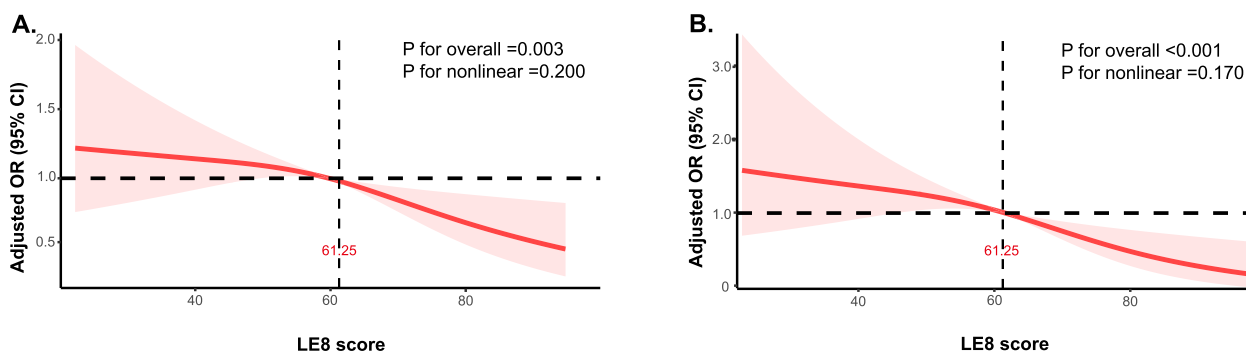 A.
P for overall =0.003
P for nonlinear =0.200
Adjusted OR (95% CI)
2.0
1.5
1.0
0.5
61.25
40
60
80
LE8 score
B.
P for overall <0.001
P for nonlinear =0.170
Adjusted OR (95% CI)
3.0
2.0
1.0
0
61.25
40
60
80
LE8 score